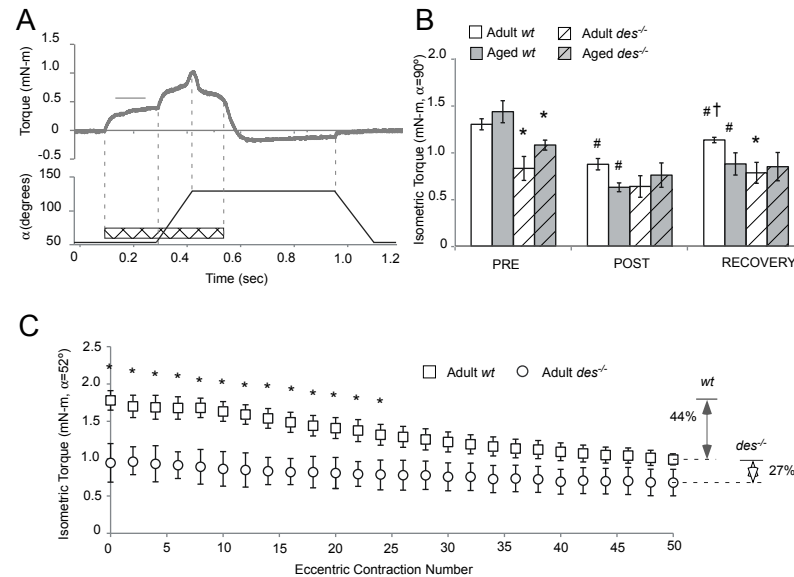 A
Torque (mN-m)
1.5
1.0
0.5
0
-0.5
α (degrees)
150
100
50
0 0.2 0.4 0.6 0.8 1.0 1.2
Time (sec)
B
Adult wt Adult des-/-
Aged wt Aged des-/-
Isometric Torque (mN-m, α=90°)
2.0
1.5
1.0
0.5
0
* *
# #
#† # *
PRE POST RECOVERY
C
Isometric Torque (mN-m, α=52°)
2.5
2.0
1.5
1.0
0.5
0
Adult wt Adult des-/-
* * * * * * * * * * * * *
wt
44%
des-/-
27%
0 5 10 15 20 25 30 35 40 45 50
Eccentric Contraction Number